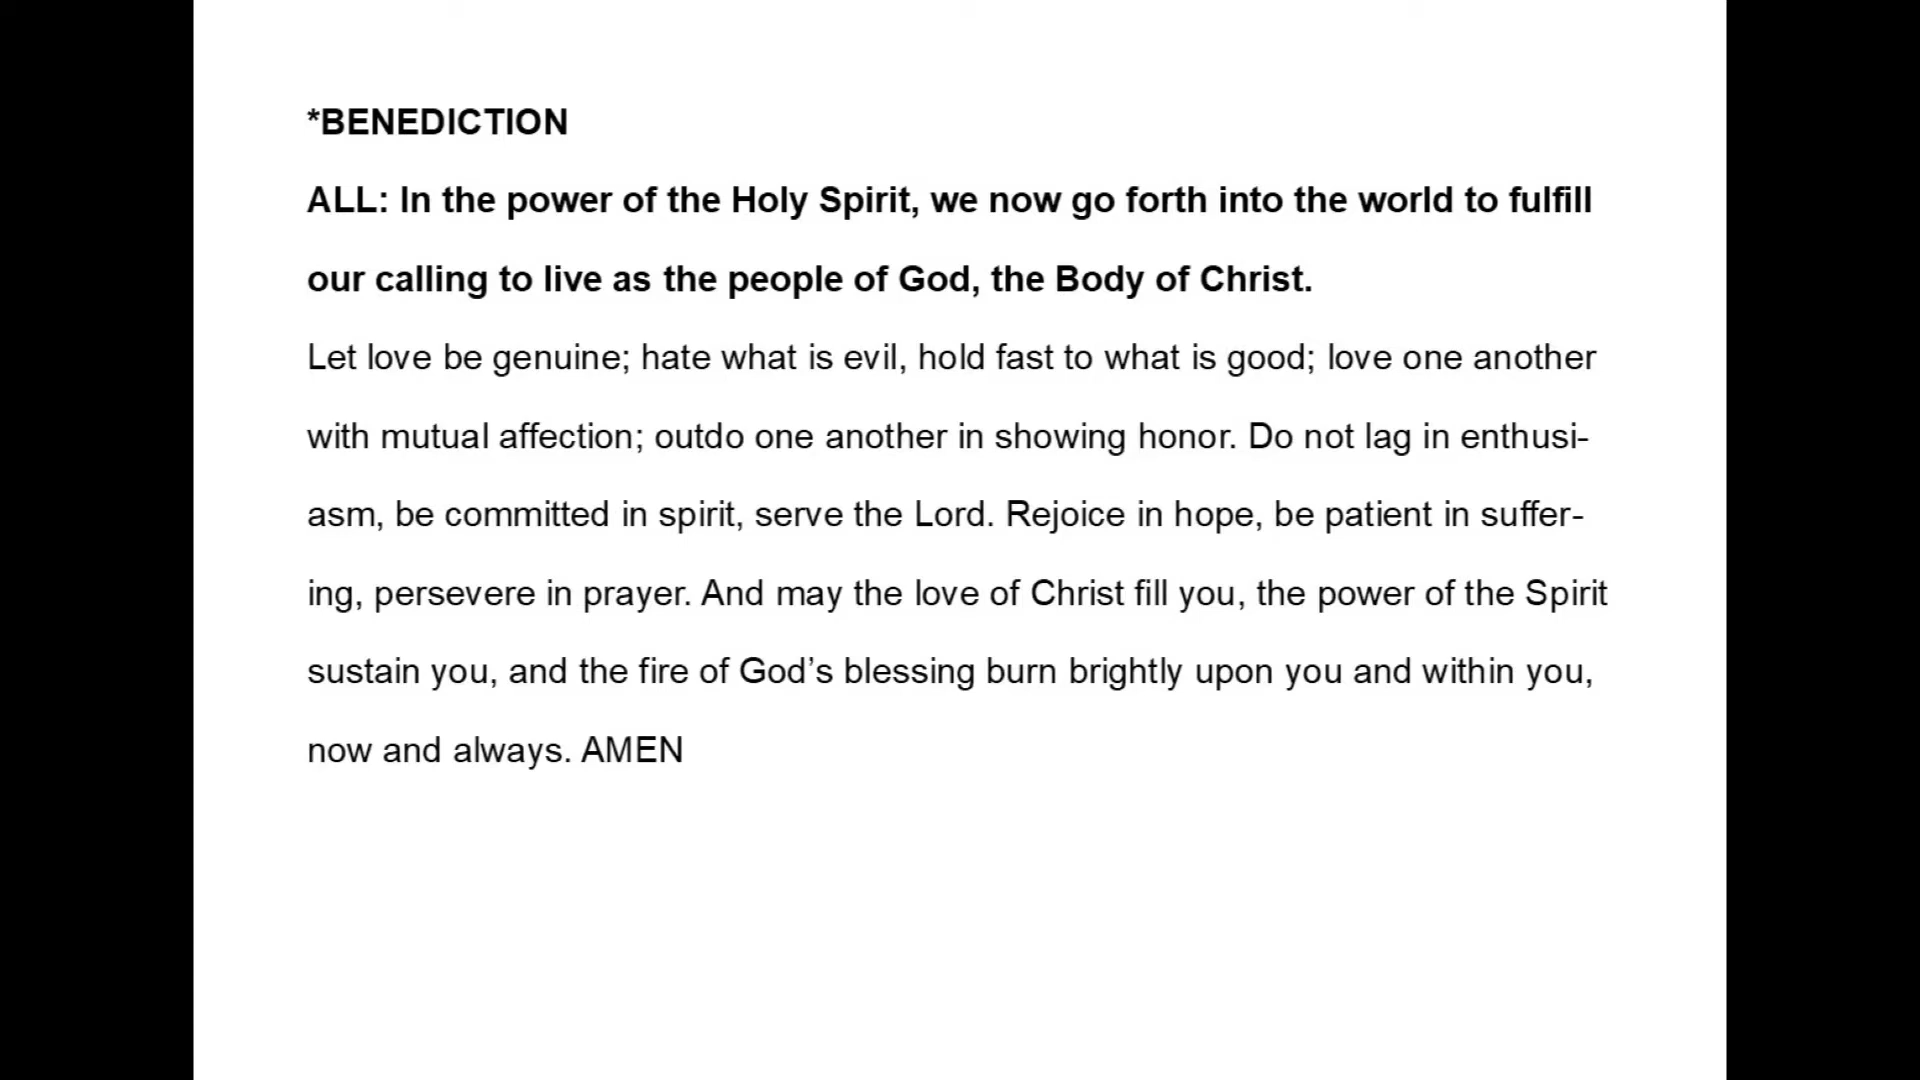 *BENEDICTION
ALL: In the power of the Holy Spirit, we now go forth into the world to fulfill
our calling to live as the people of God, the Body of Christ.
Let love be genuine; hate what is evil, hold fast to what is good; love one another
with mutual affection; outdo one another in showing honor. Do not lag in enthusi-
asm, be committed in spirit, serve the Lord. Rejoice in hope, be patient in suffer-
ing, persevere in prayer. And may the love of Christ fill you, the power of the Spirit
sustain you, and the fire of God’s blessing burn brightly upon you and within you,
now and always. AMEN